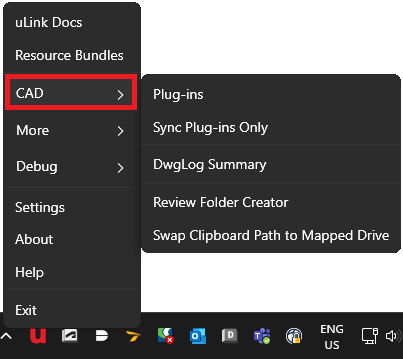 uLink Docs
Resource Bundles
CAD
More
Debug
Settings
About
Help
Exit
Plug-ins
Sync Plug-ins Only
DwgLog Summary
Review Folder Creator
Swap Clipboard Path to Mapped Drive
ENG
US